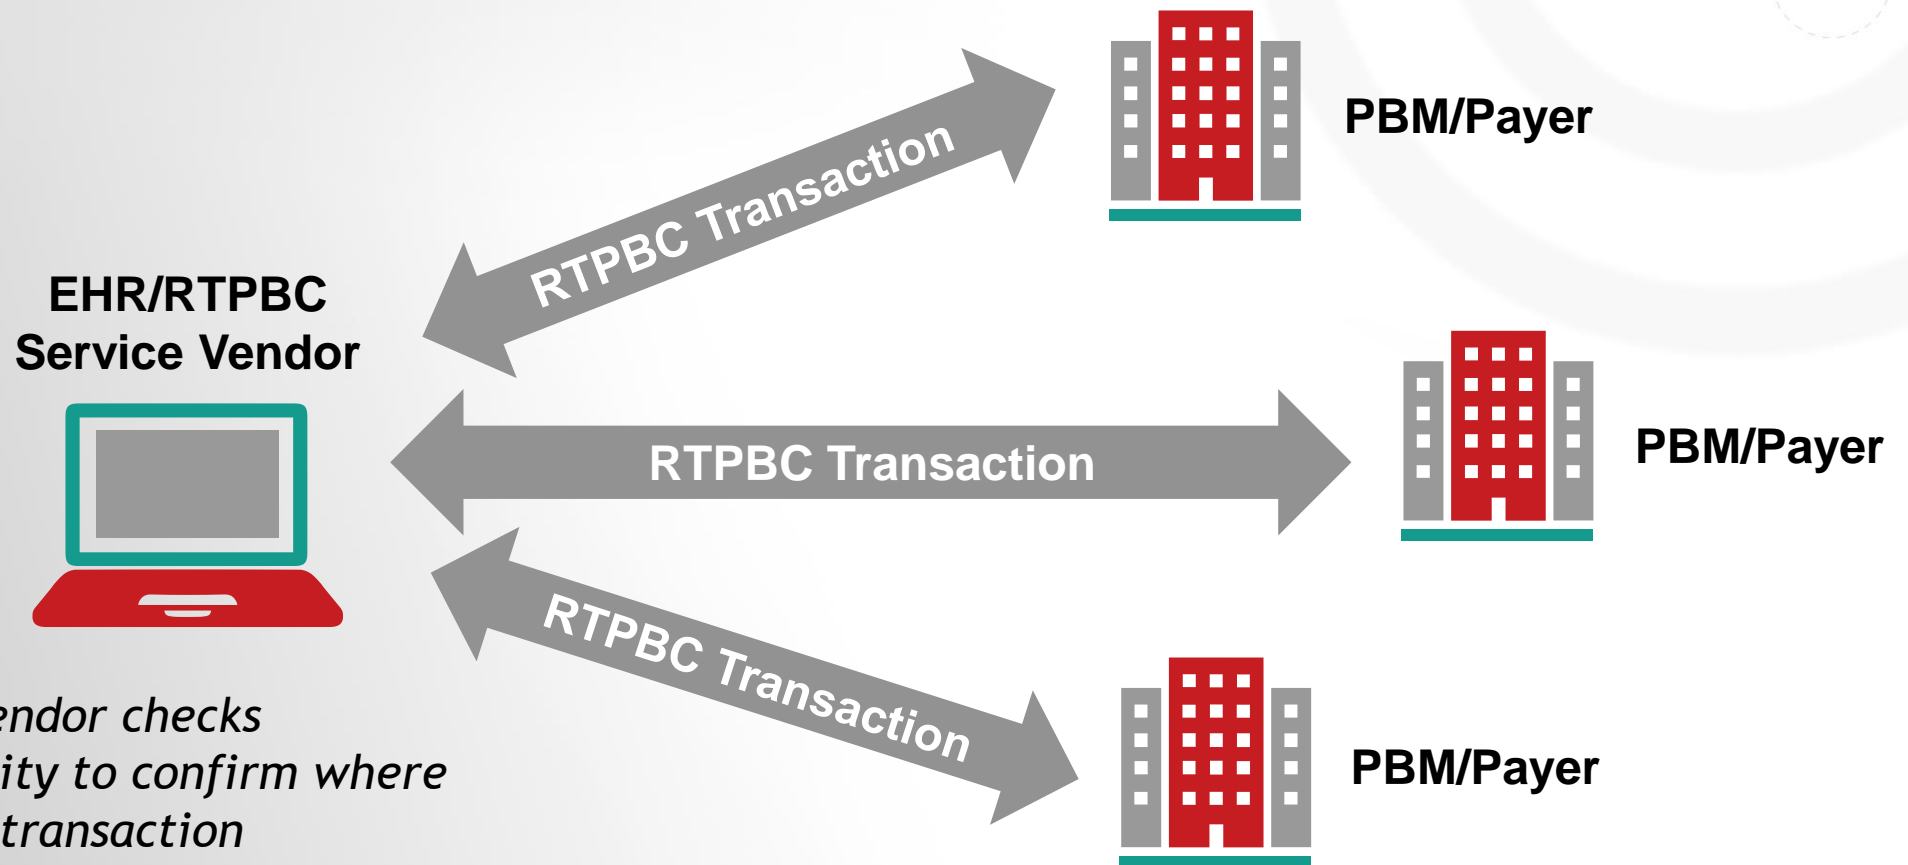 RTPBC Transaction
PBM/Payer
EHR/RTPBC
Service Vendor
RTPBC Transaction
PBM/Payer
RTPBC Transaction
PBM/Payer
checks
to confirm where
transaction